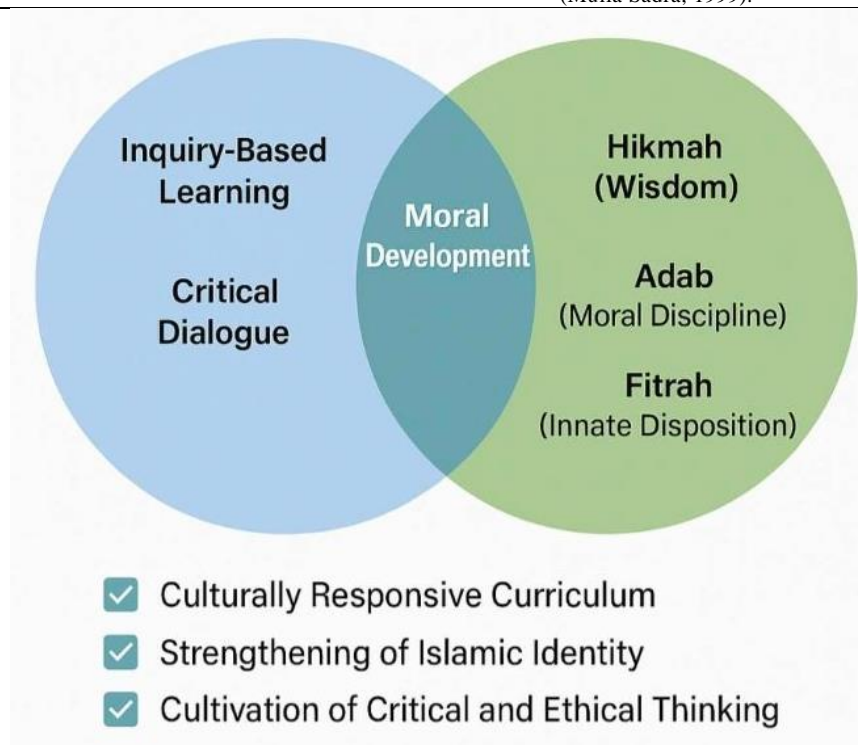 Inquiry-Based
Learning
Critical
Dialogue
Moral
Development
Hikmah
(Wisdom)
Adab
(Moral Discipline)
Fitrah
(Innate Disposition)
Culturally Responsive Curriculum
Strengthening of Islamic Identity
Cultivation of Critical and Ethical Thinking